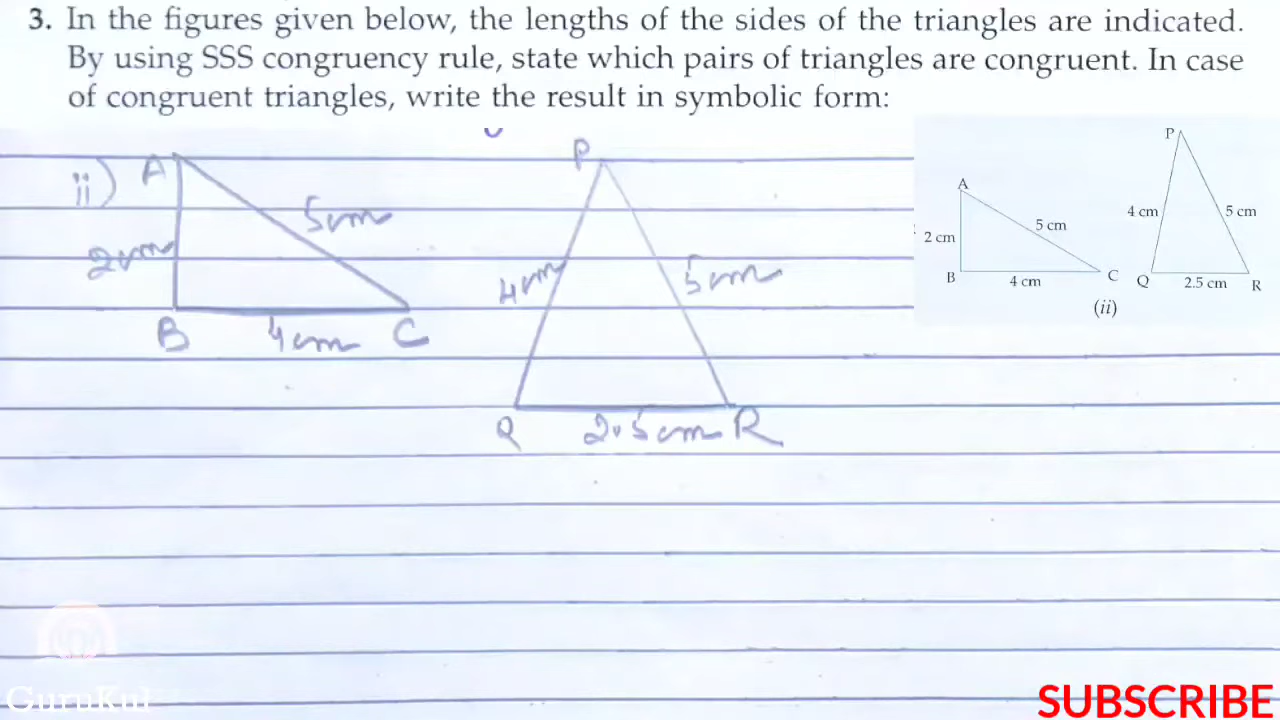 3. In the figures given below, the lengths of the sides of the triangles are indicated.
By using SSS congruency rule, state which pairs of triangles are congruent. In case
of congruent triangles, write the result in symbolic form:
ii)
A
5cm
2cm
B
4cm
C
P
4cm
5cm
Q
2.5cm
R
A
2 cm
5 cm
B
4 cm
C
P
4 cm
5 cm
Q
2.5 cm
R
(ii)
GuruKul
SUBSCRIBE